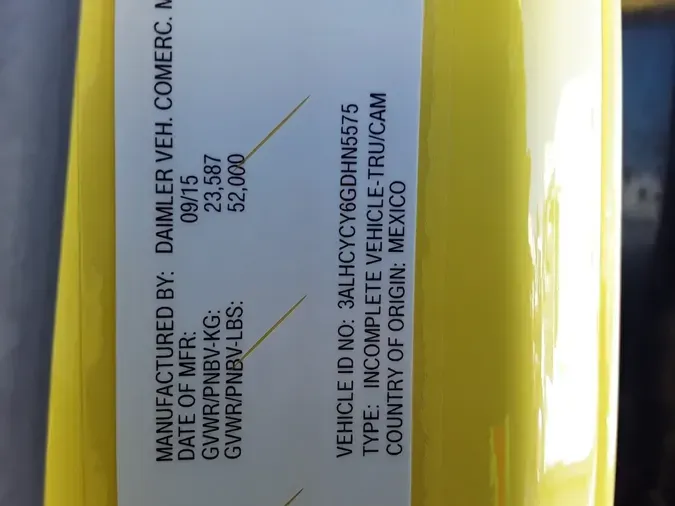 MANUFACTURED BY: DAIMLER VEH. COMERC. M
DATE OF MFR: 09/15
GVWR/PNBV-KG: 23,587
GVWR/PNBV-LBS: 52,000
VEHICLE ID NO: 3ALHCYCY6GDHN5575
TYPE: INCOMPLETE VEHICLE-TRU/CAM
COUNTRY OF ORIGIN: MEXICO